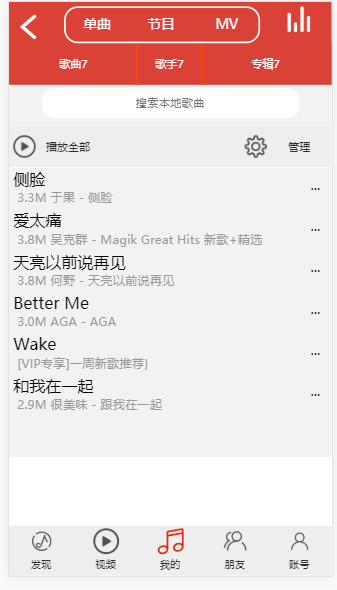 单曲 节目 MV
歌曲7 歌手7 专辑7
搜索本地歌曲
播放全部 管理
侧脸
3.3M 于果 - 侧脸
爱太痛
3.8M 吴克群 - Magik Great Hits 新歌+精选
天亮以前说再见
3.8M 何野 - 天亮以前说再见
Better Me
3.0M AGA - AGA
Wake
[VIP专享]一周新歌推荐)
和我在一起
2.9M 很美味 - 跟我在一起
发现 视频 我的 朋友 账号